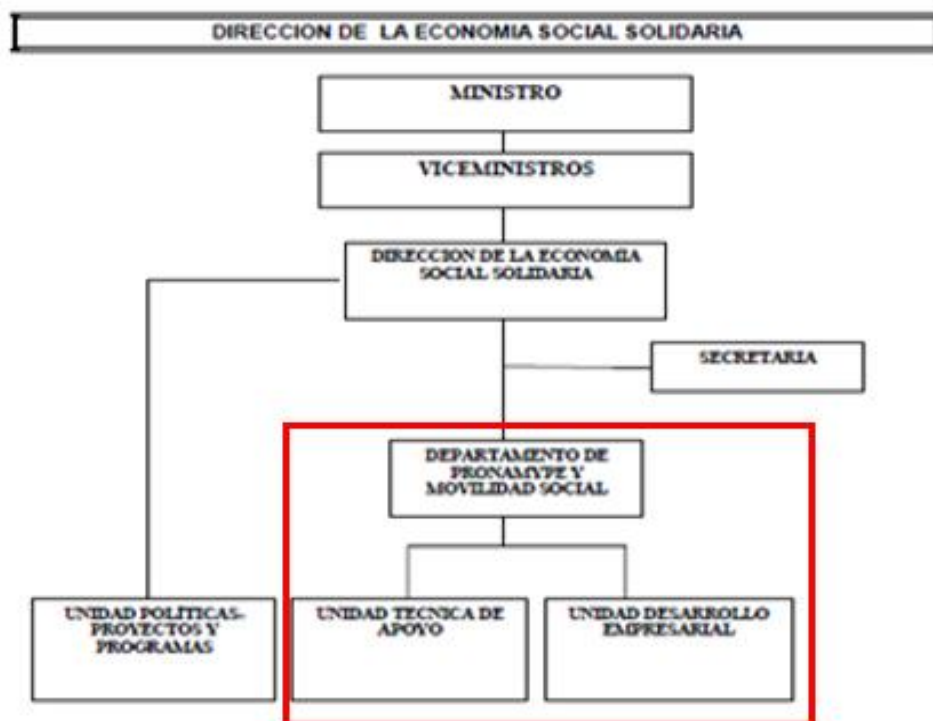 DIRECCION DE LA ECONOMIA SOCIAL SOLIDARIA
MINISTRO
VICEMINISTROS
DIRECCION DE LA ECONOMIA
SOCIAL SOLIDARIA
SECRETARIA
DEPARTAMENTO DE
PRONAMYPE Y
MOVILIDAD SOCIAL
UNIDAD POLÍTICAS-
PROYECTOS Y
PROGRAMAS
UNIDAD TECNICA DE
APOYO
UNIDAD DESARROLLO
EMPRESARIAL